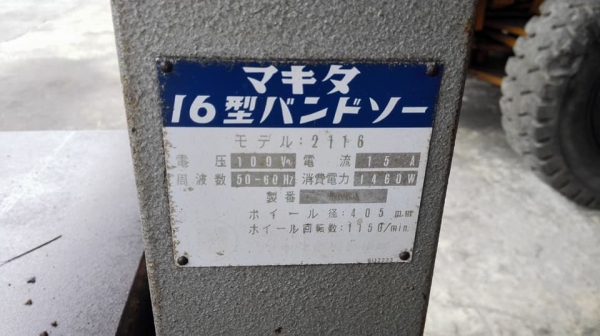 マキタ
16型バンドソー
モデル:2116
電圧 100V~ 電流 15A
周波数 50-60Hz 消費電力 1460W
製番
ホイール径:405mm
ホイール回転数:1150/min.